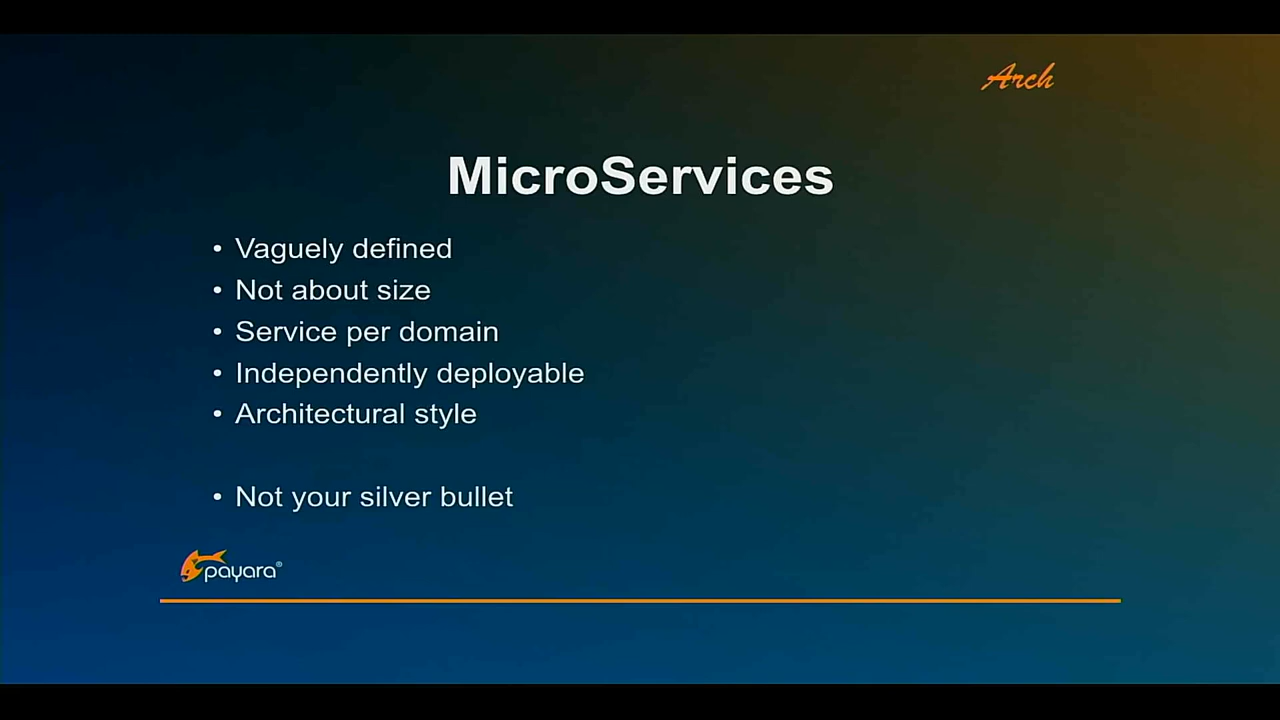 Arch
MicroServices
• Vaguely defined
• Not about size
• Service per domain
• Independently deployable
• Architectural style
• Not your silver bullet
payara®